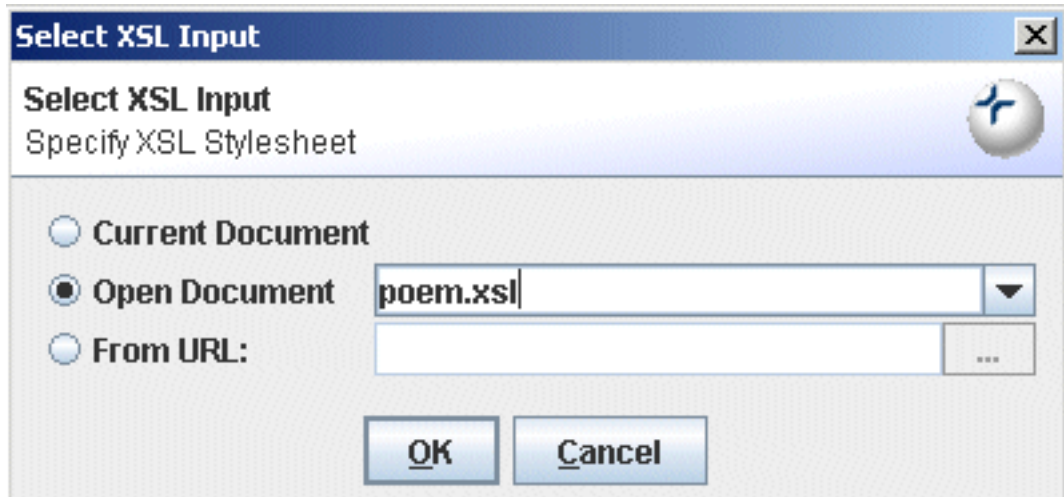 Select XSL Input
Select XSL Input
Specify XSL Stylesheet
Current Document
Open Document poem.xsl
From URL: ...
OK Cancel